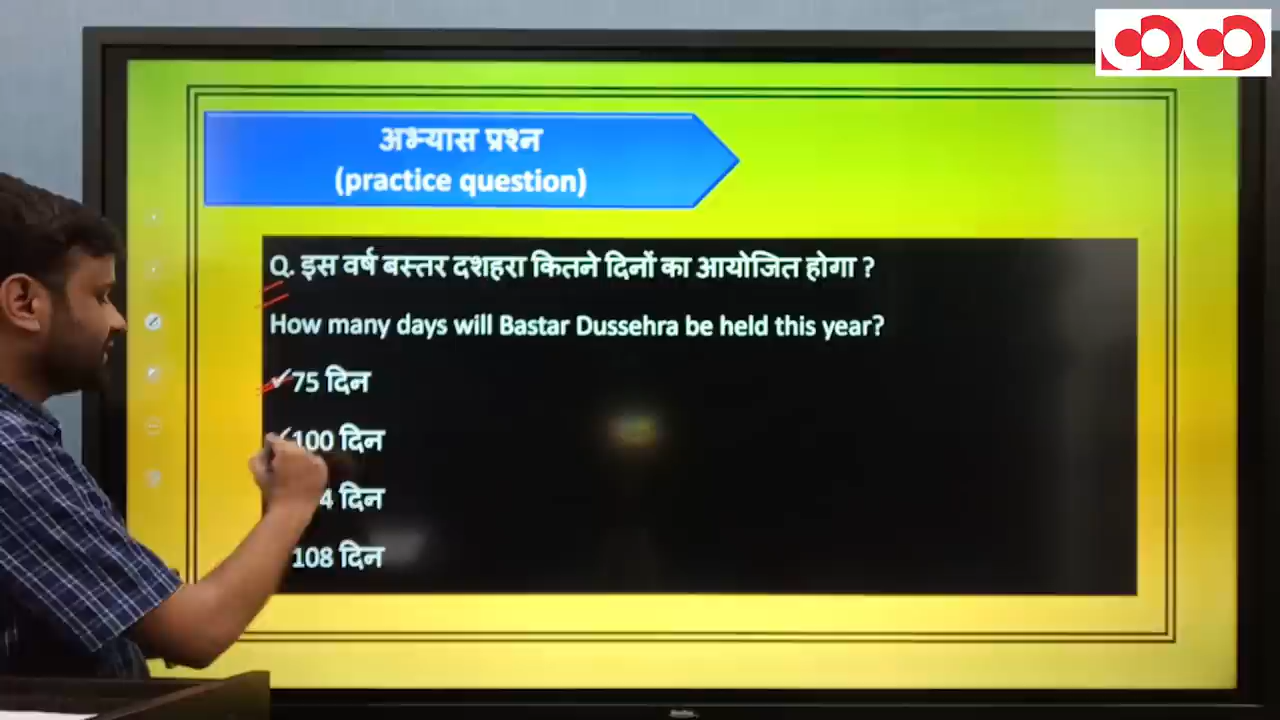 अभ्यास प्रश्न
(practice question)
Q. इस वर्ष बस्तर दशहरा कितने दिनों का आयोजित होगा ?
How many days will Bastar Dussehra be held this year?
✓75 दिन
✓100 दिन
4 दिन
108 दिन